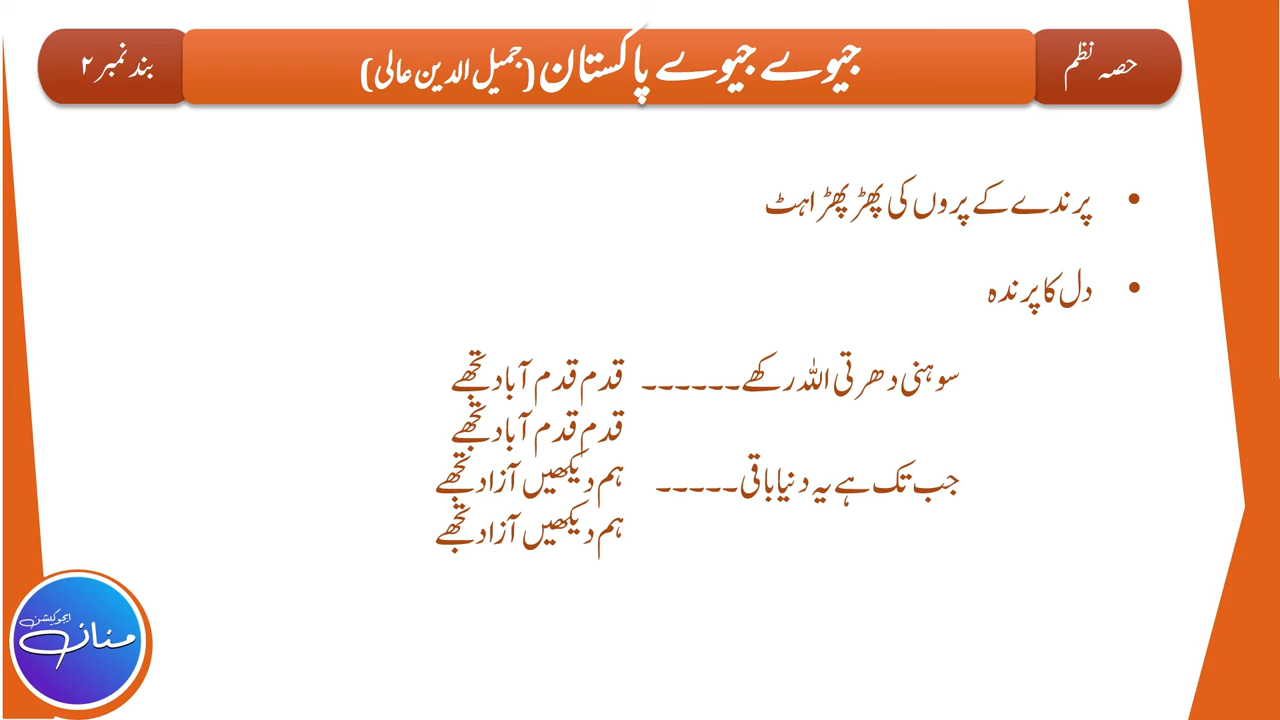 حصہ نظم
جیوے جیوے پاکستان (جمیل الدین عالی)
بند نمبر ۲
• پرندے کے پروں کی پھڑپھڑاہٹ
• دل کا پرندہ
سوہنی دھرتی اللہ رکھے۔۔۔۔۔۔ قدم قدم آباد تجھے
قدم قدم آباد تجھے
جب تک ہے یہ دنیا باقی۔۔۔۔۔ ہم دیکھیں آزاد تجھے
ہم دیکھیں آزاد تجھے
ایجوکیشن
منان